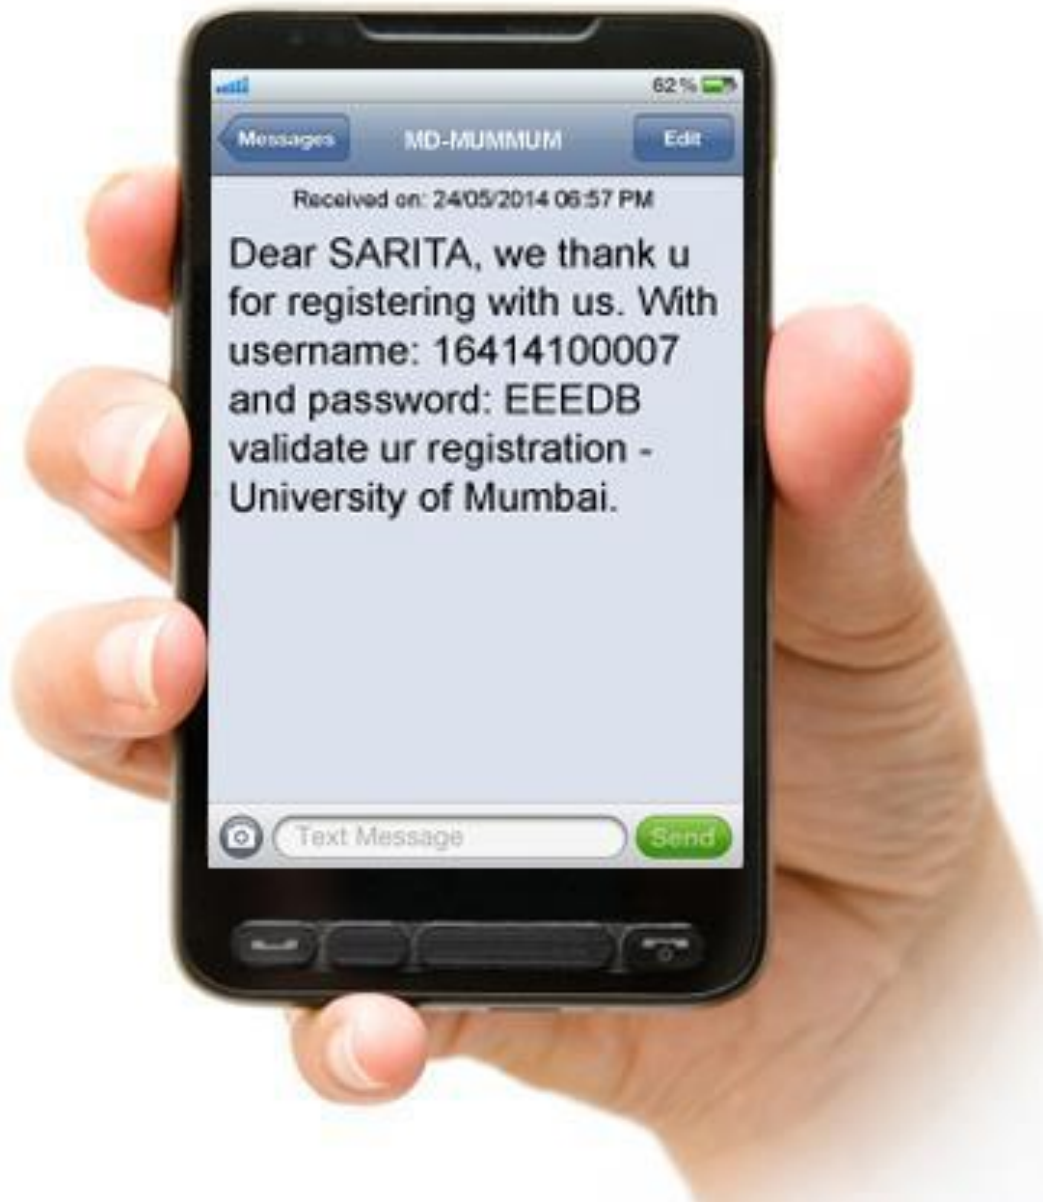 62%
Messages MD-MUMMUM Edit
Received on: 24/05/2014 06:57 PM
Dear SARITA, we thank u
for registering with us. With
username: 16414100007
and password: EEEDB
validate ur registration -
University of Mumbai.
Text Message Send